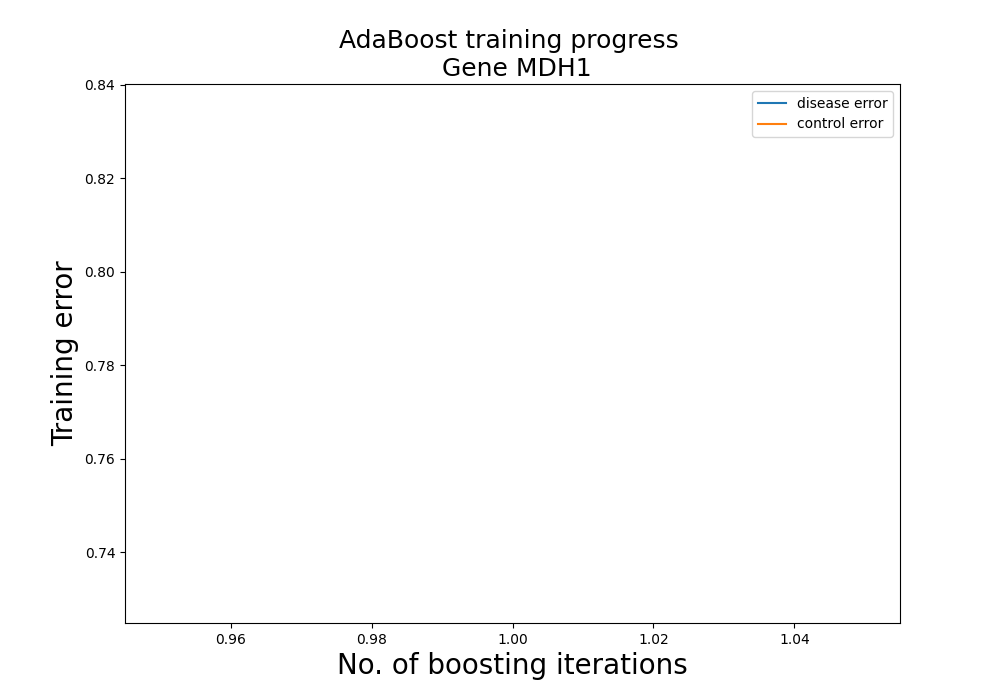 AdaBoost training progress
Gene MDH1
disease error
control error
Training error
0.84
0.82
0.80
0.78
0.76
0.74
0.96
0.98
1.00
1.02
1.04
No. of boosting iterations